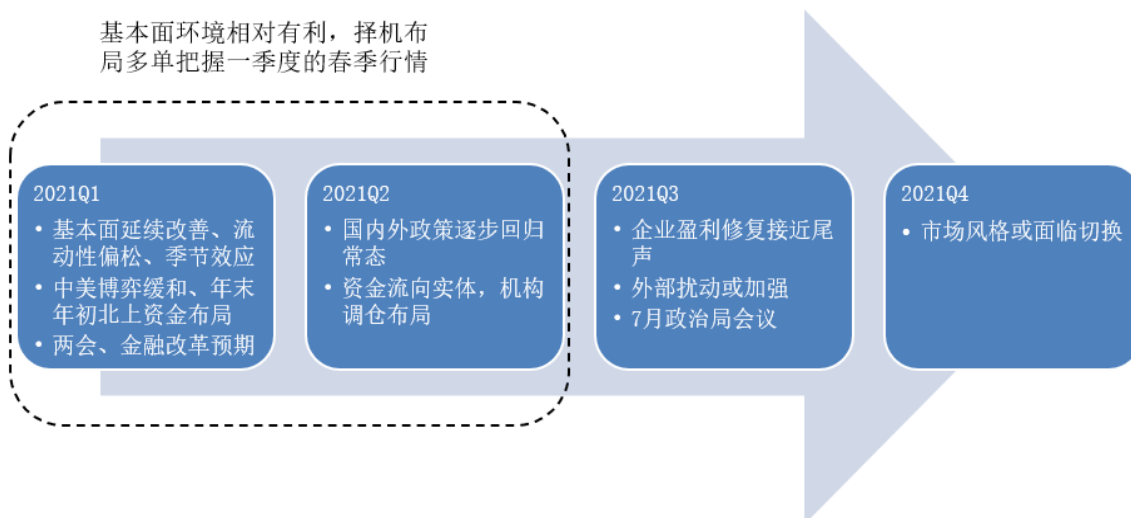 基本面环境相对有利，择机布
局多单把握一季度的春季行情
2021Q1
• 基本面延续改善、流
动性偏松、季节效应
• 中美博弈缓和、年末
年初北上资金布局
• 两会、金融改革预期
2021Q2
• 国内外政策逐步回归
常态
• 资金流向实体，机构
调仓布局
2021Q3
• 企业盈利修复接近尾
声
• 外部扰动或加强
• 7月政治局会议
2021Q4
• 市场风格或面临切换